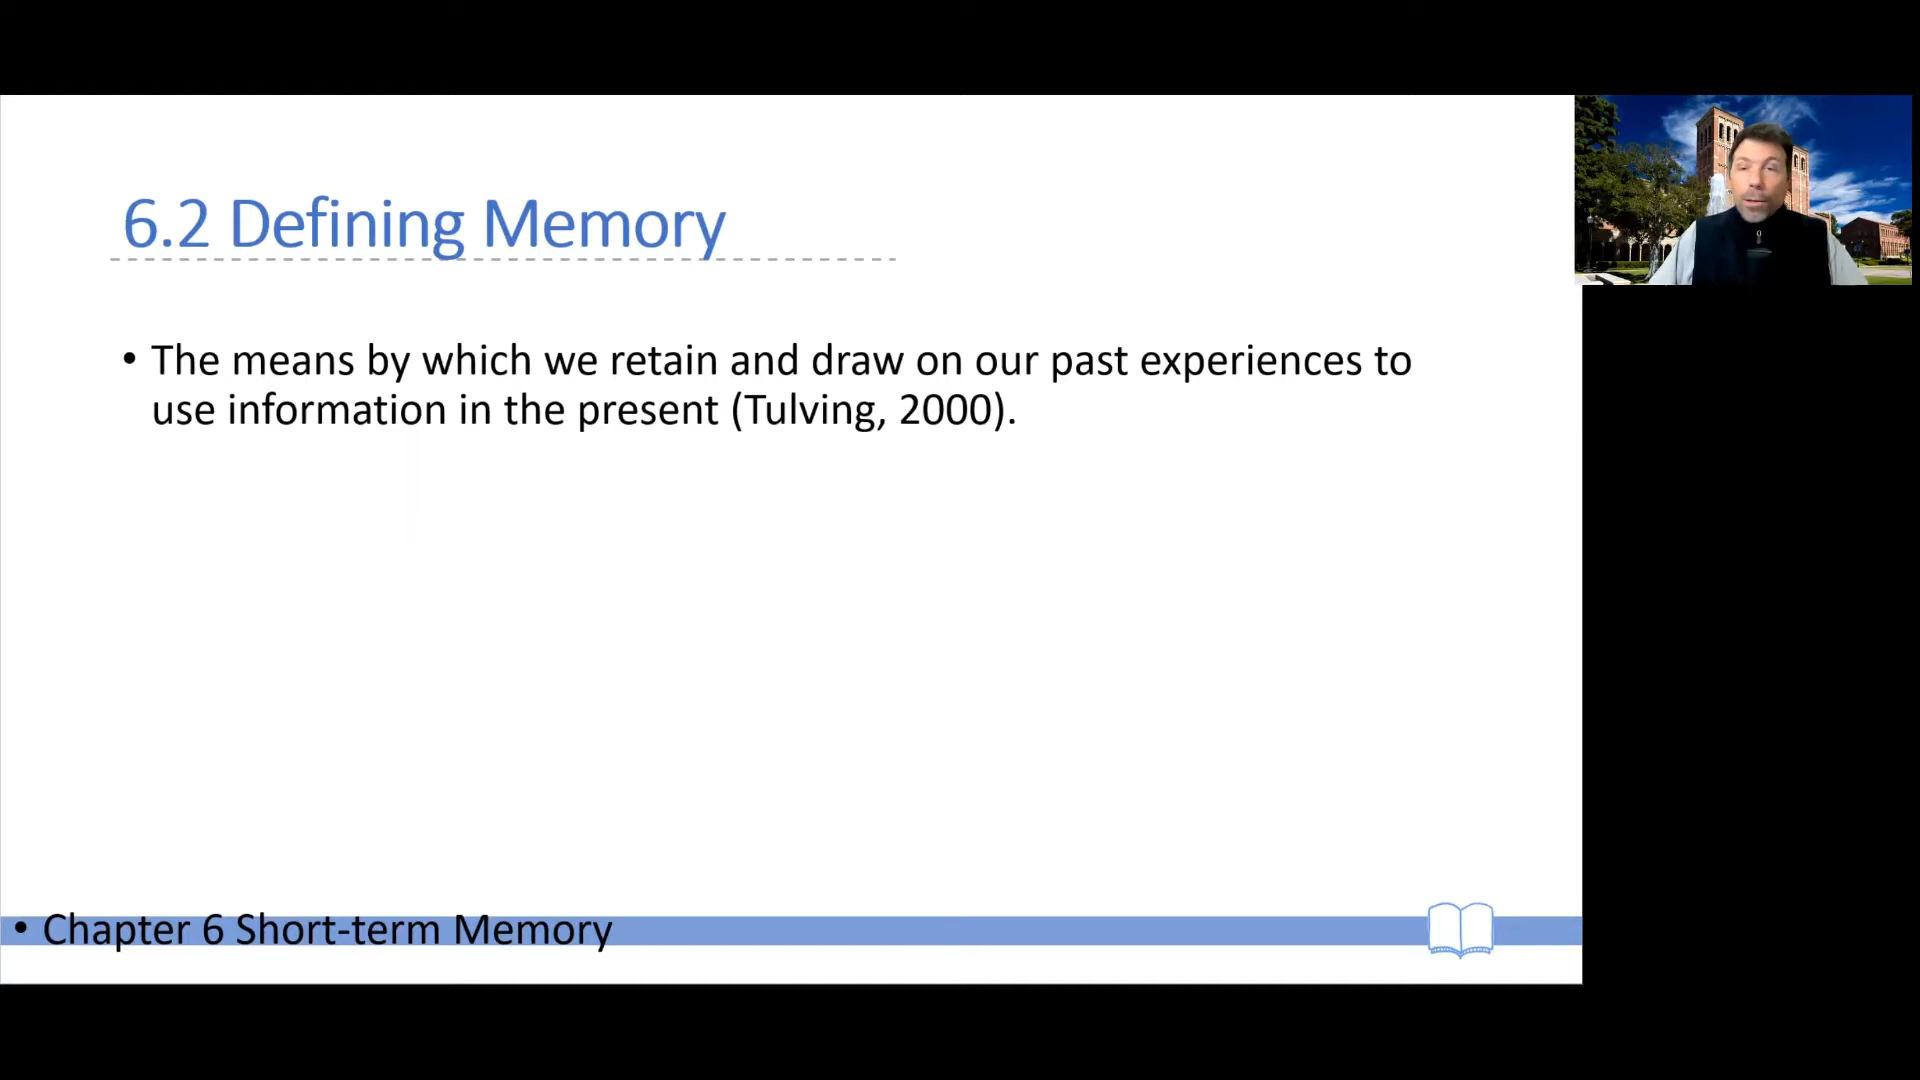 6.2 Defining Memory
• The means by which we retain and draw on our past experiences to
use information in the present (Tulving, 2000).
• Chapter 6 Short-term Memory